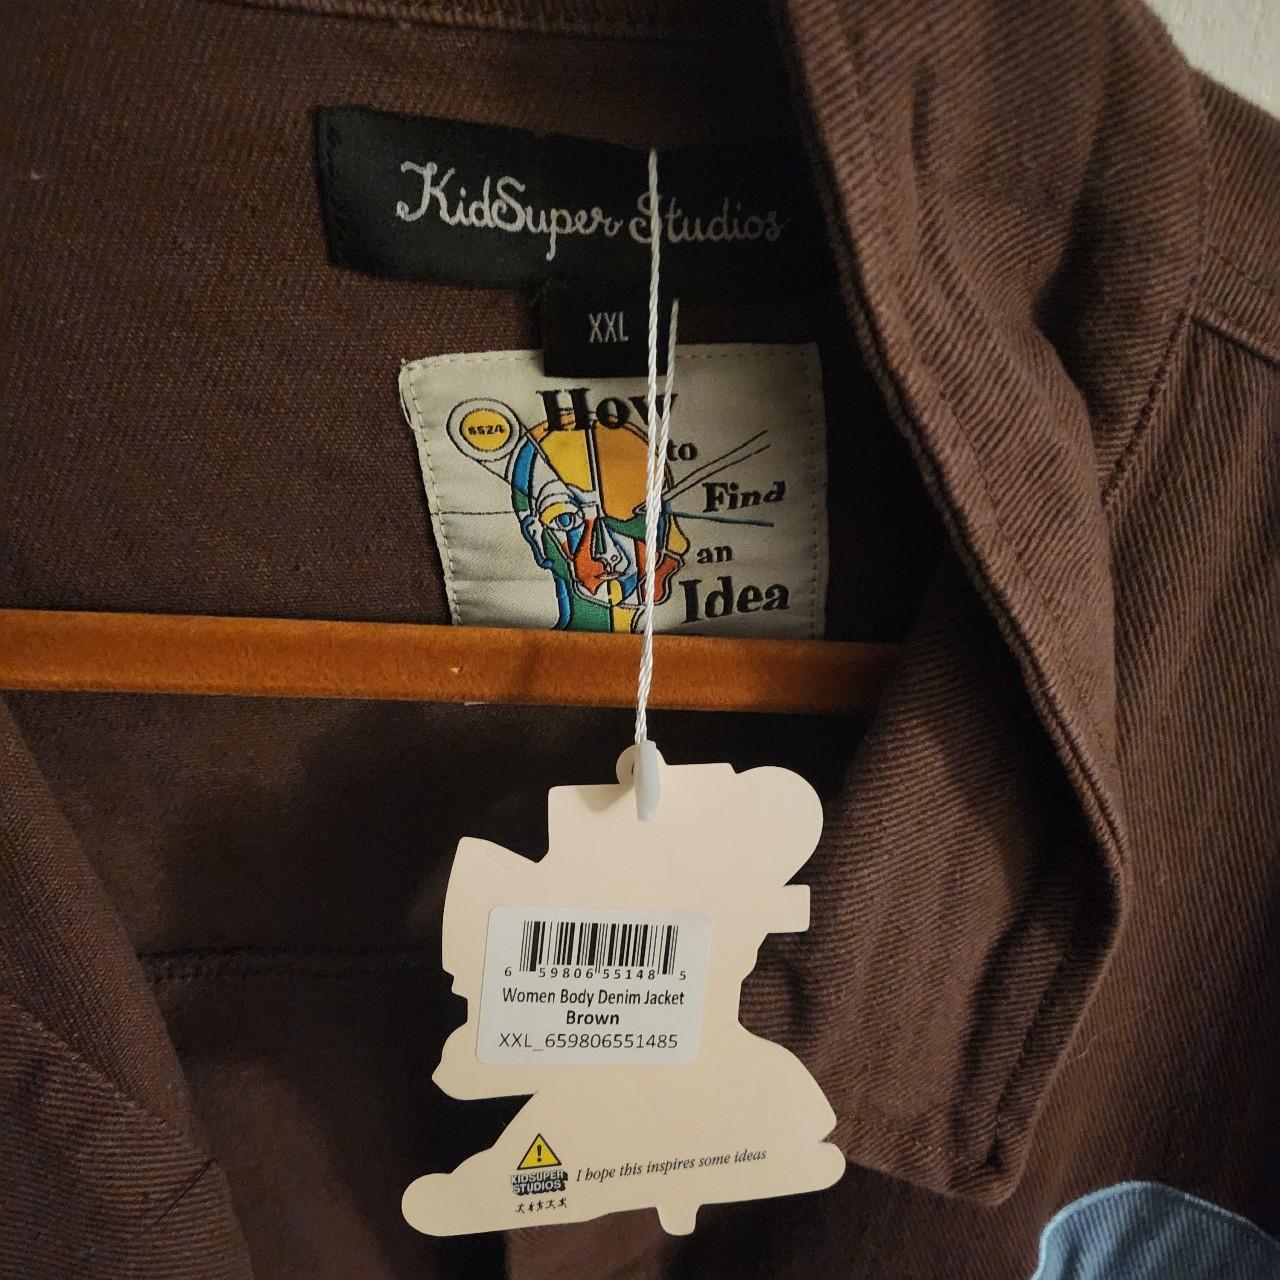 KidSuper Studios
XXL
How
6524
to
Find
an
Idea
6 59806 55148 5
Women Body Denim Jacket
Brown
XXL_659806551485
!
KIDSUPER
STUDIOS
I hope this inspires some ideas